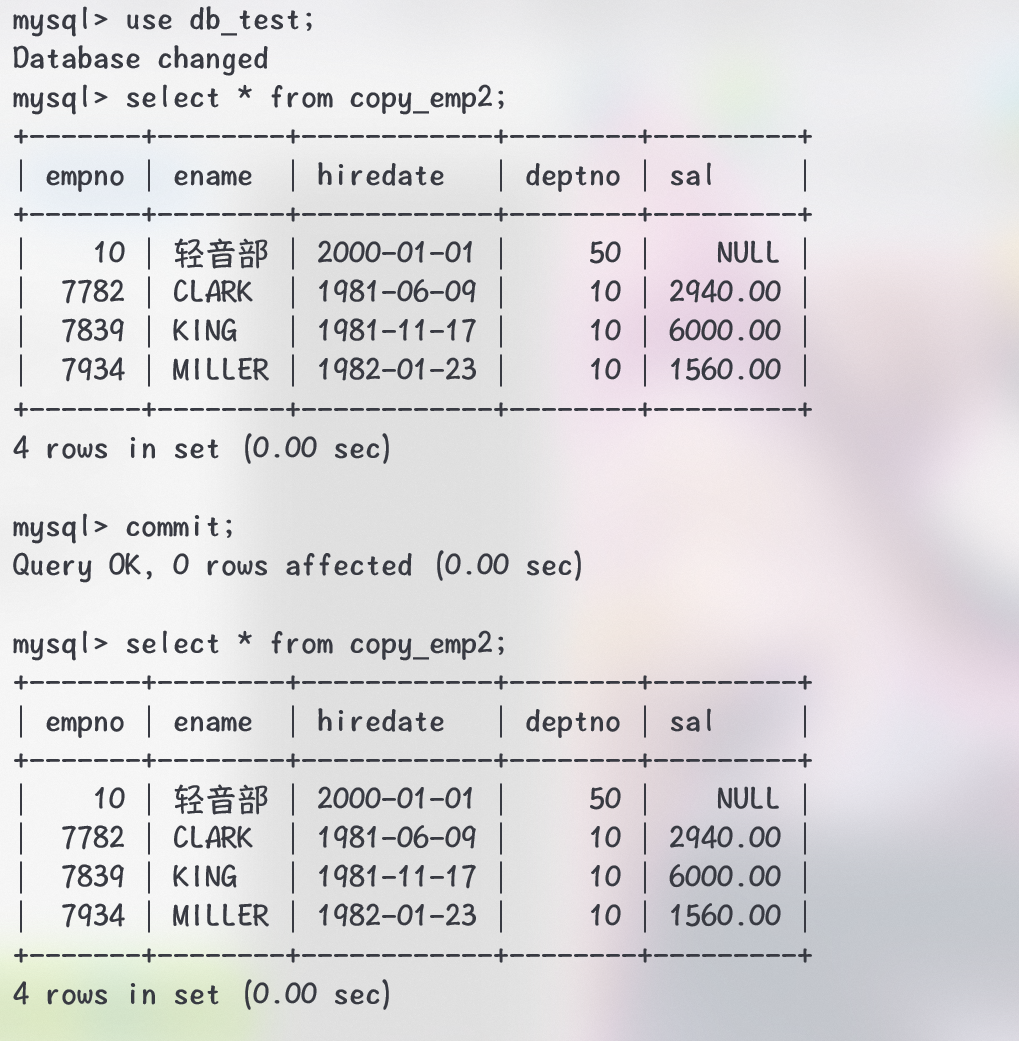 mysql> use db_test;
Database changed
mysql> select * from copy_emp2;
+-------+--------+------------+--------+---------+
| empno | ename  | hiredate   | deptno | sal     |
+-------+--------+------------+--------+---------+
|    10 | 轻音部 | 2000-01-01 |     50 |    NULL |
|  7782 | CLARK  | 1981-06-09 |     10 | 2940.00 |
|  7839 | KING   | 1981-11-17 |     10 | 6000.00 |
|  7934 | MILLER | 1982-01-23 |     10 | 1560.00 |
+-------+--------+------------+--------+---------+
4 rows in set (0.00 sec)

mysql> commit;
Query OK, 0 rows affected (0.00 sec)

mysql> select * from copy_emp2;
+-------+--------+------------+--------+---------+
| empno | ename  | hiredate   | deptno | sal     |
+-------+--------+------------+--------+---------+
|    10 | 轻音部 | 2000-01-01 |     50 |    NULL |
|  7782 | CLARK  | 1981-06-09 |     10 | 2940.00 |
|  7839 | KING   | 1981-11-17 |     10 | 6000.00 |
|  7934 | MILLER | 1982-01-23 |     10 | 1560.00 |
+-------+--------+------------+--------+---------+
4 rows in set (0.00 sec)